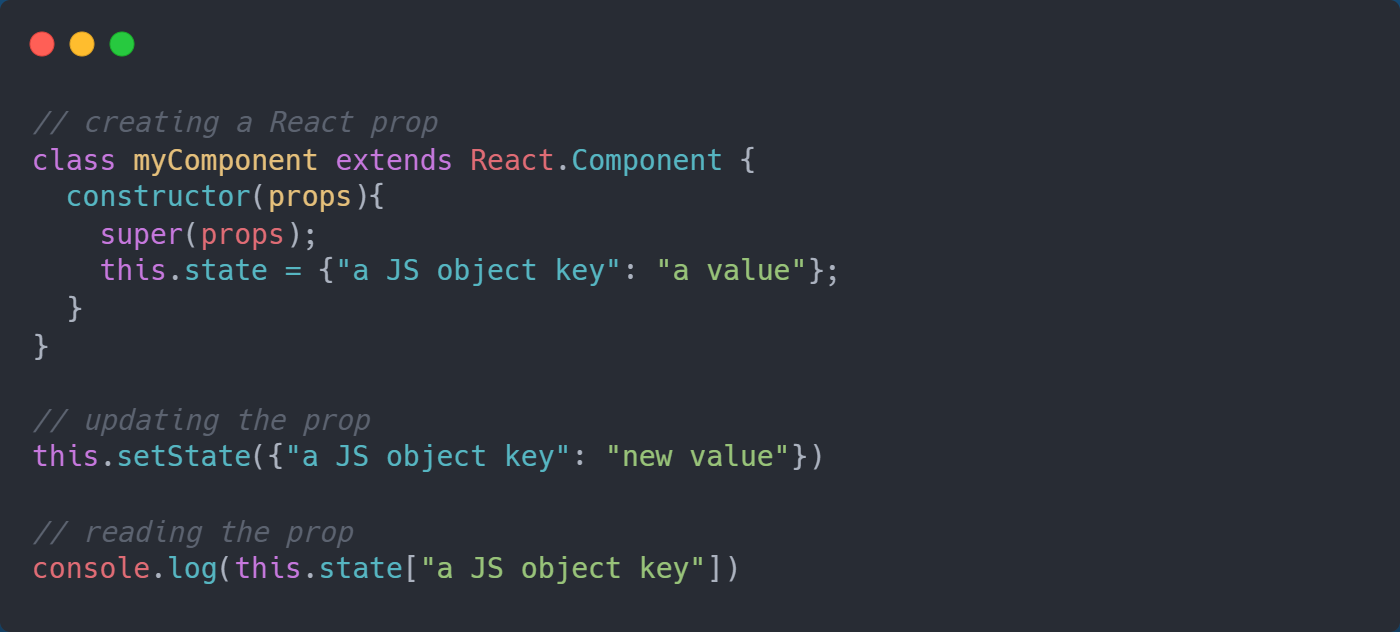 // creating a React prop
class myComponent extends React.Component {
  constructor(props){
    super(props);
    this.state = {"a JS object key": "a value"};
  }
}

// updating the prop
this.setState({"a JS object key": "new value"})

// reading the prop
console.log(this.state["a JS object key"])